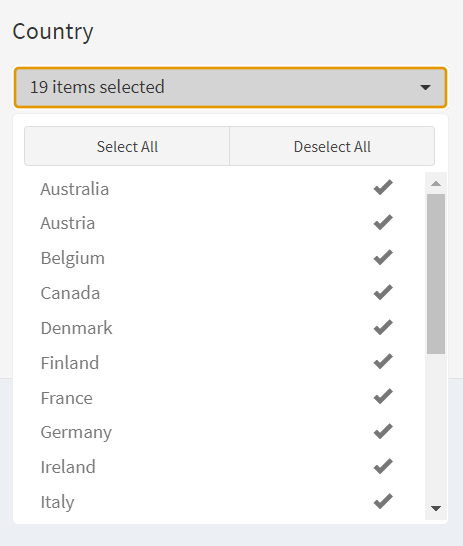 Country
19 items selected
Select All Deselect All
Australia
Austria
Belgium
Canada
Denmark
Finland
France
Germany
Ireland
Italy